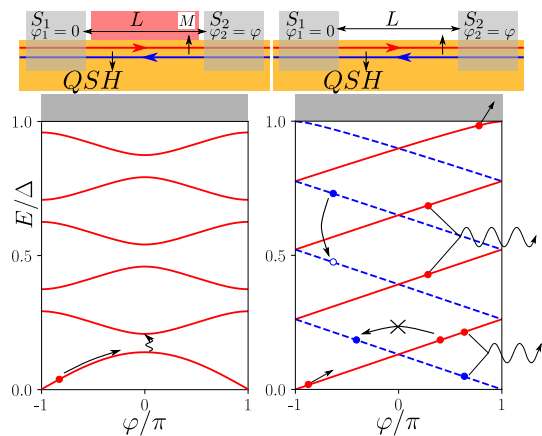 S₁ L M S₂
φ₁ = 0 φ₂ = φ
QSH
S₁ L S₂
φ₁ = 0 φ₂ = φ
QSH
E/Δ
1.0
0.5
0.0
-1 0 1
φ/π
1.0
0.5
0.0
-1 0 1
φ/π